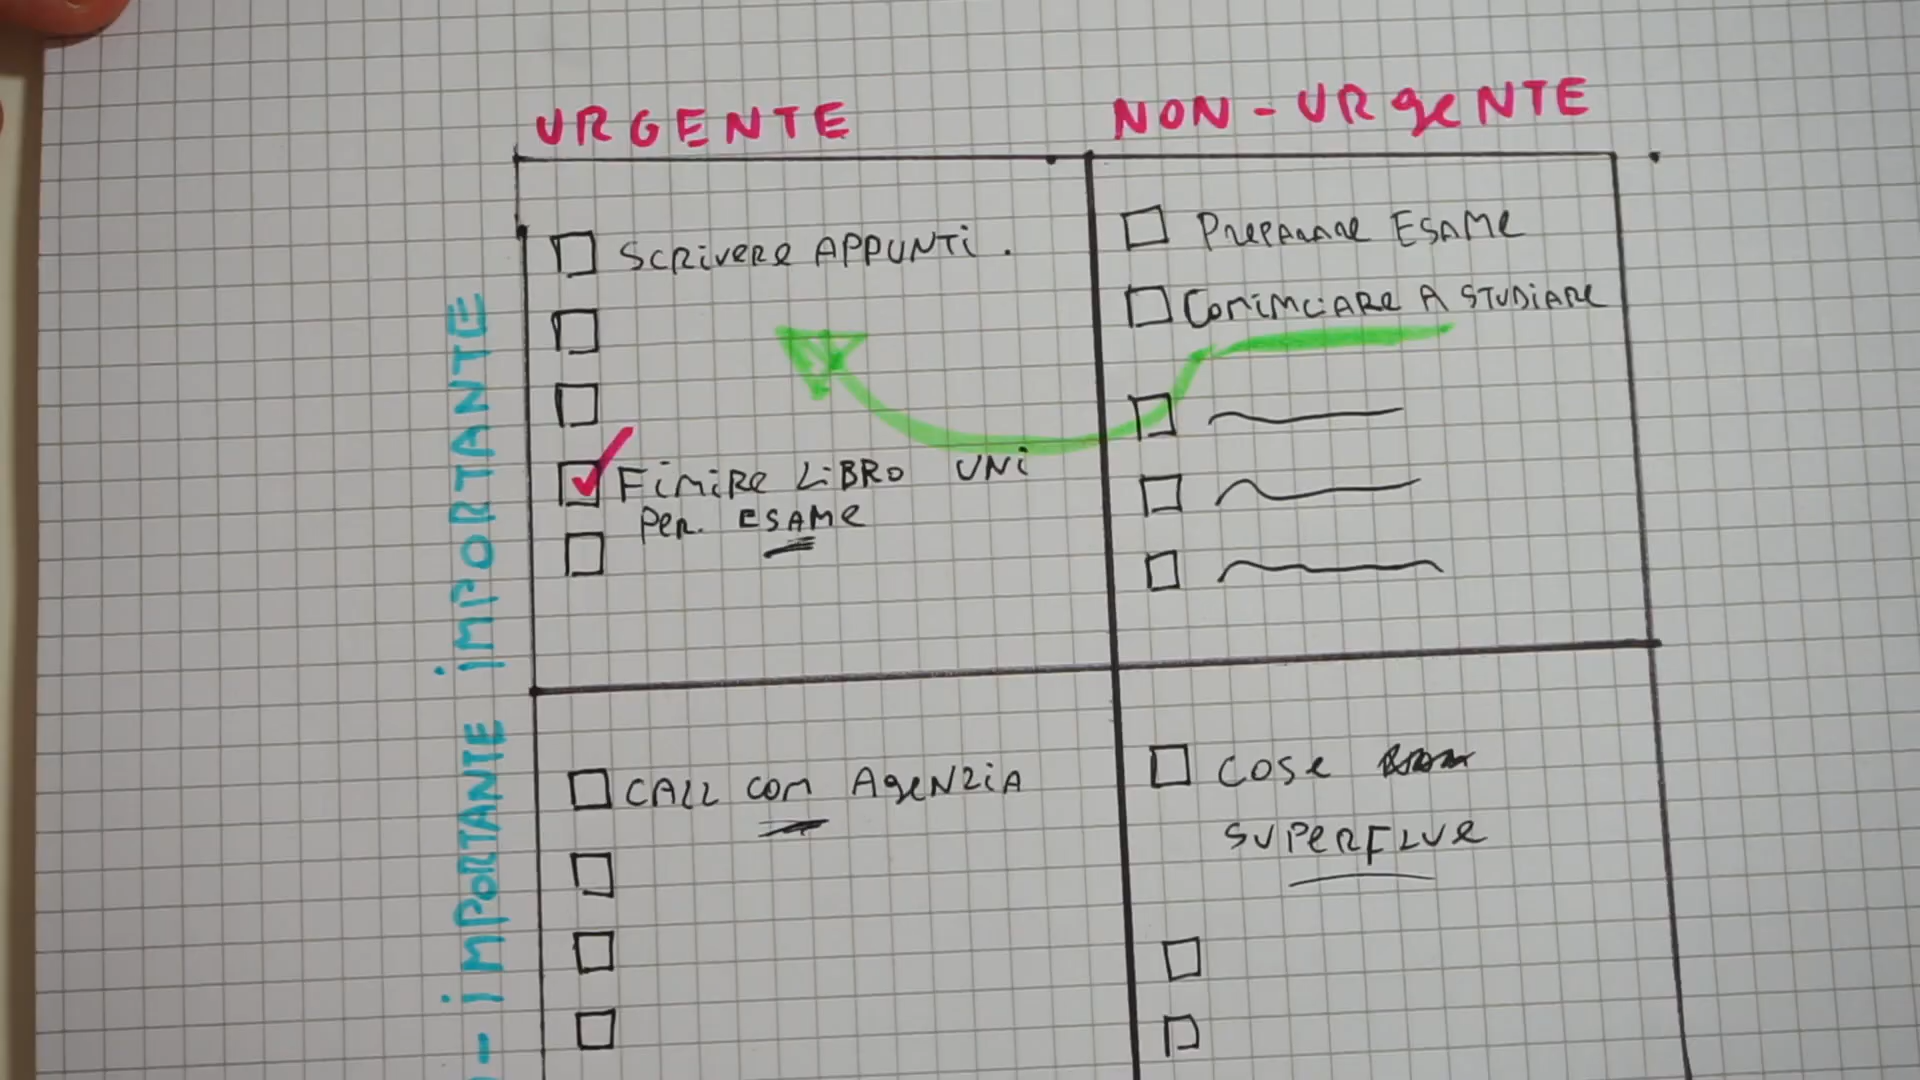 URGENTE
NON-URgeNTE
SCRiveRe APPUNTi.
FiNiRe LiBRO UNi
Per. ESAMe
PRePARARe ESAMe
COMiNCiARe A STUDiARe
iMPORTANTE
- iMPORTANTE
CALL CON AgeNZiA
COSe
SUPeRFLUe